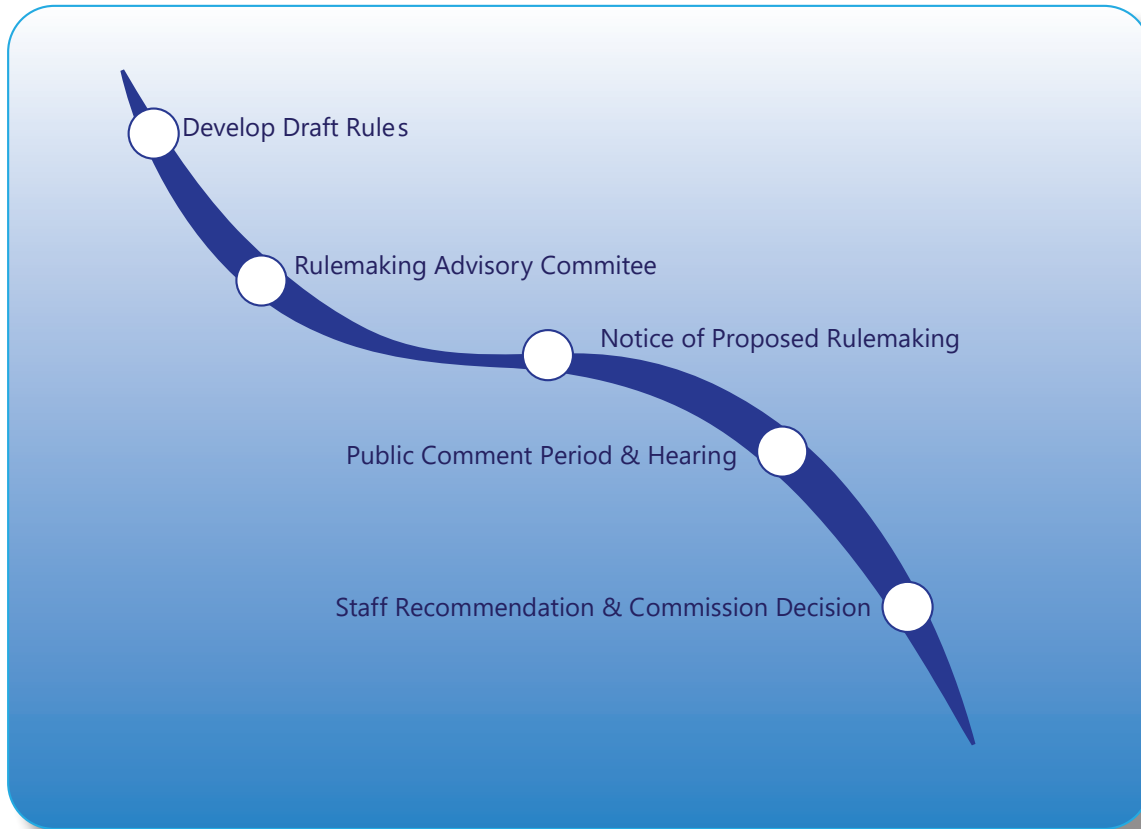 Develop Draft Rules
Rulemaking Advisory Commitee
Notice of Proposed Rulemaking
Public Comment Period & Hearing
Staff Recommendation & Commission Decision